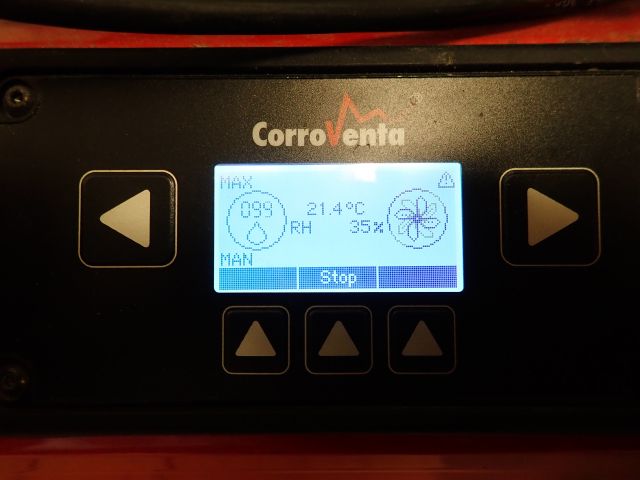 CorroVenta
MAX
099 21.4°C
RH 35%
MAN
Stop